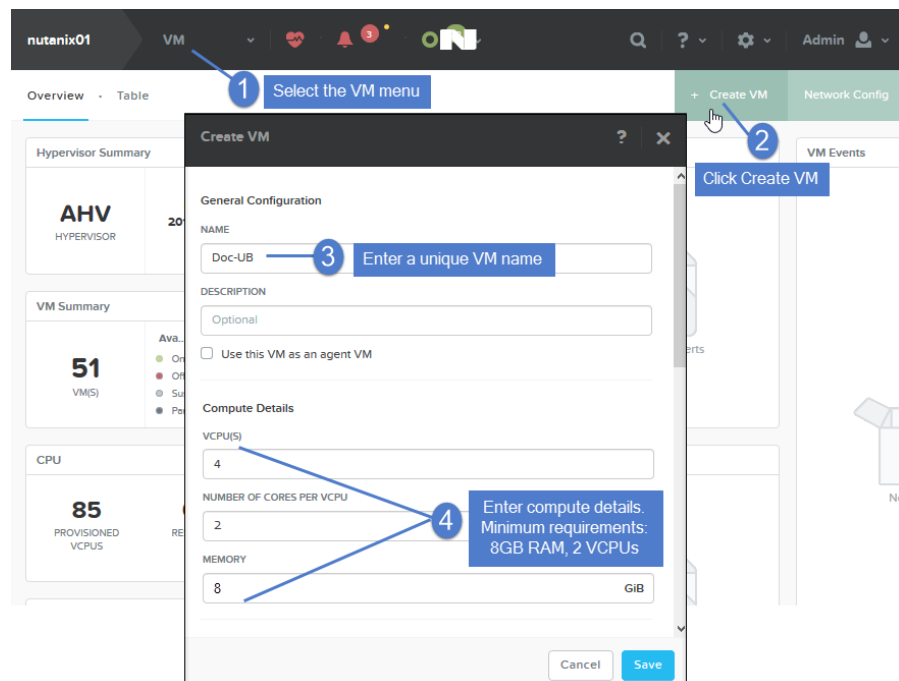 nutanix01 VM 3 Admin
1 Select the VM menu
Overview · Table
+ Create VM Network Config
Create VM ?
2
Click Create VM
Hypervisor Summary
VM Events
General Configuration
AHV
HYPERVISOR
NAME
Doc-UB 3 Enter a unique VM name
DESCRIPTION
Optional
Use this VM as an agent VM
VM Summary
51
VM(S)
Compute Details
VCPU(S)
4
CPU
NUMBER OF CORES PER VCPU
2
4 Enter compute details.
Minimum requirements:
8GB RAM, 2 VCPUs
85
PROVISIONED
VCPUS
MEMORY
8 GiB
Cancel Save